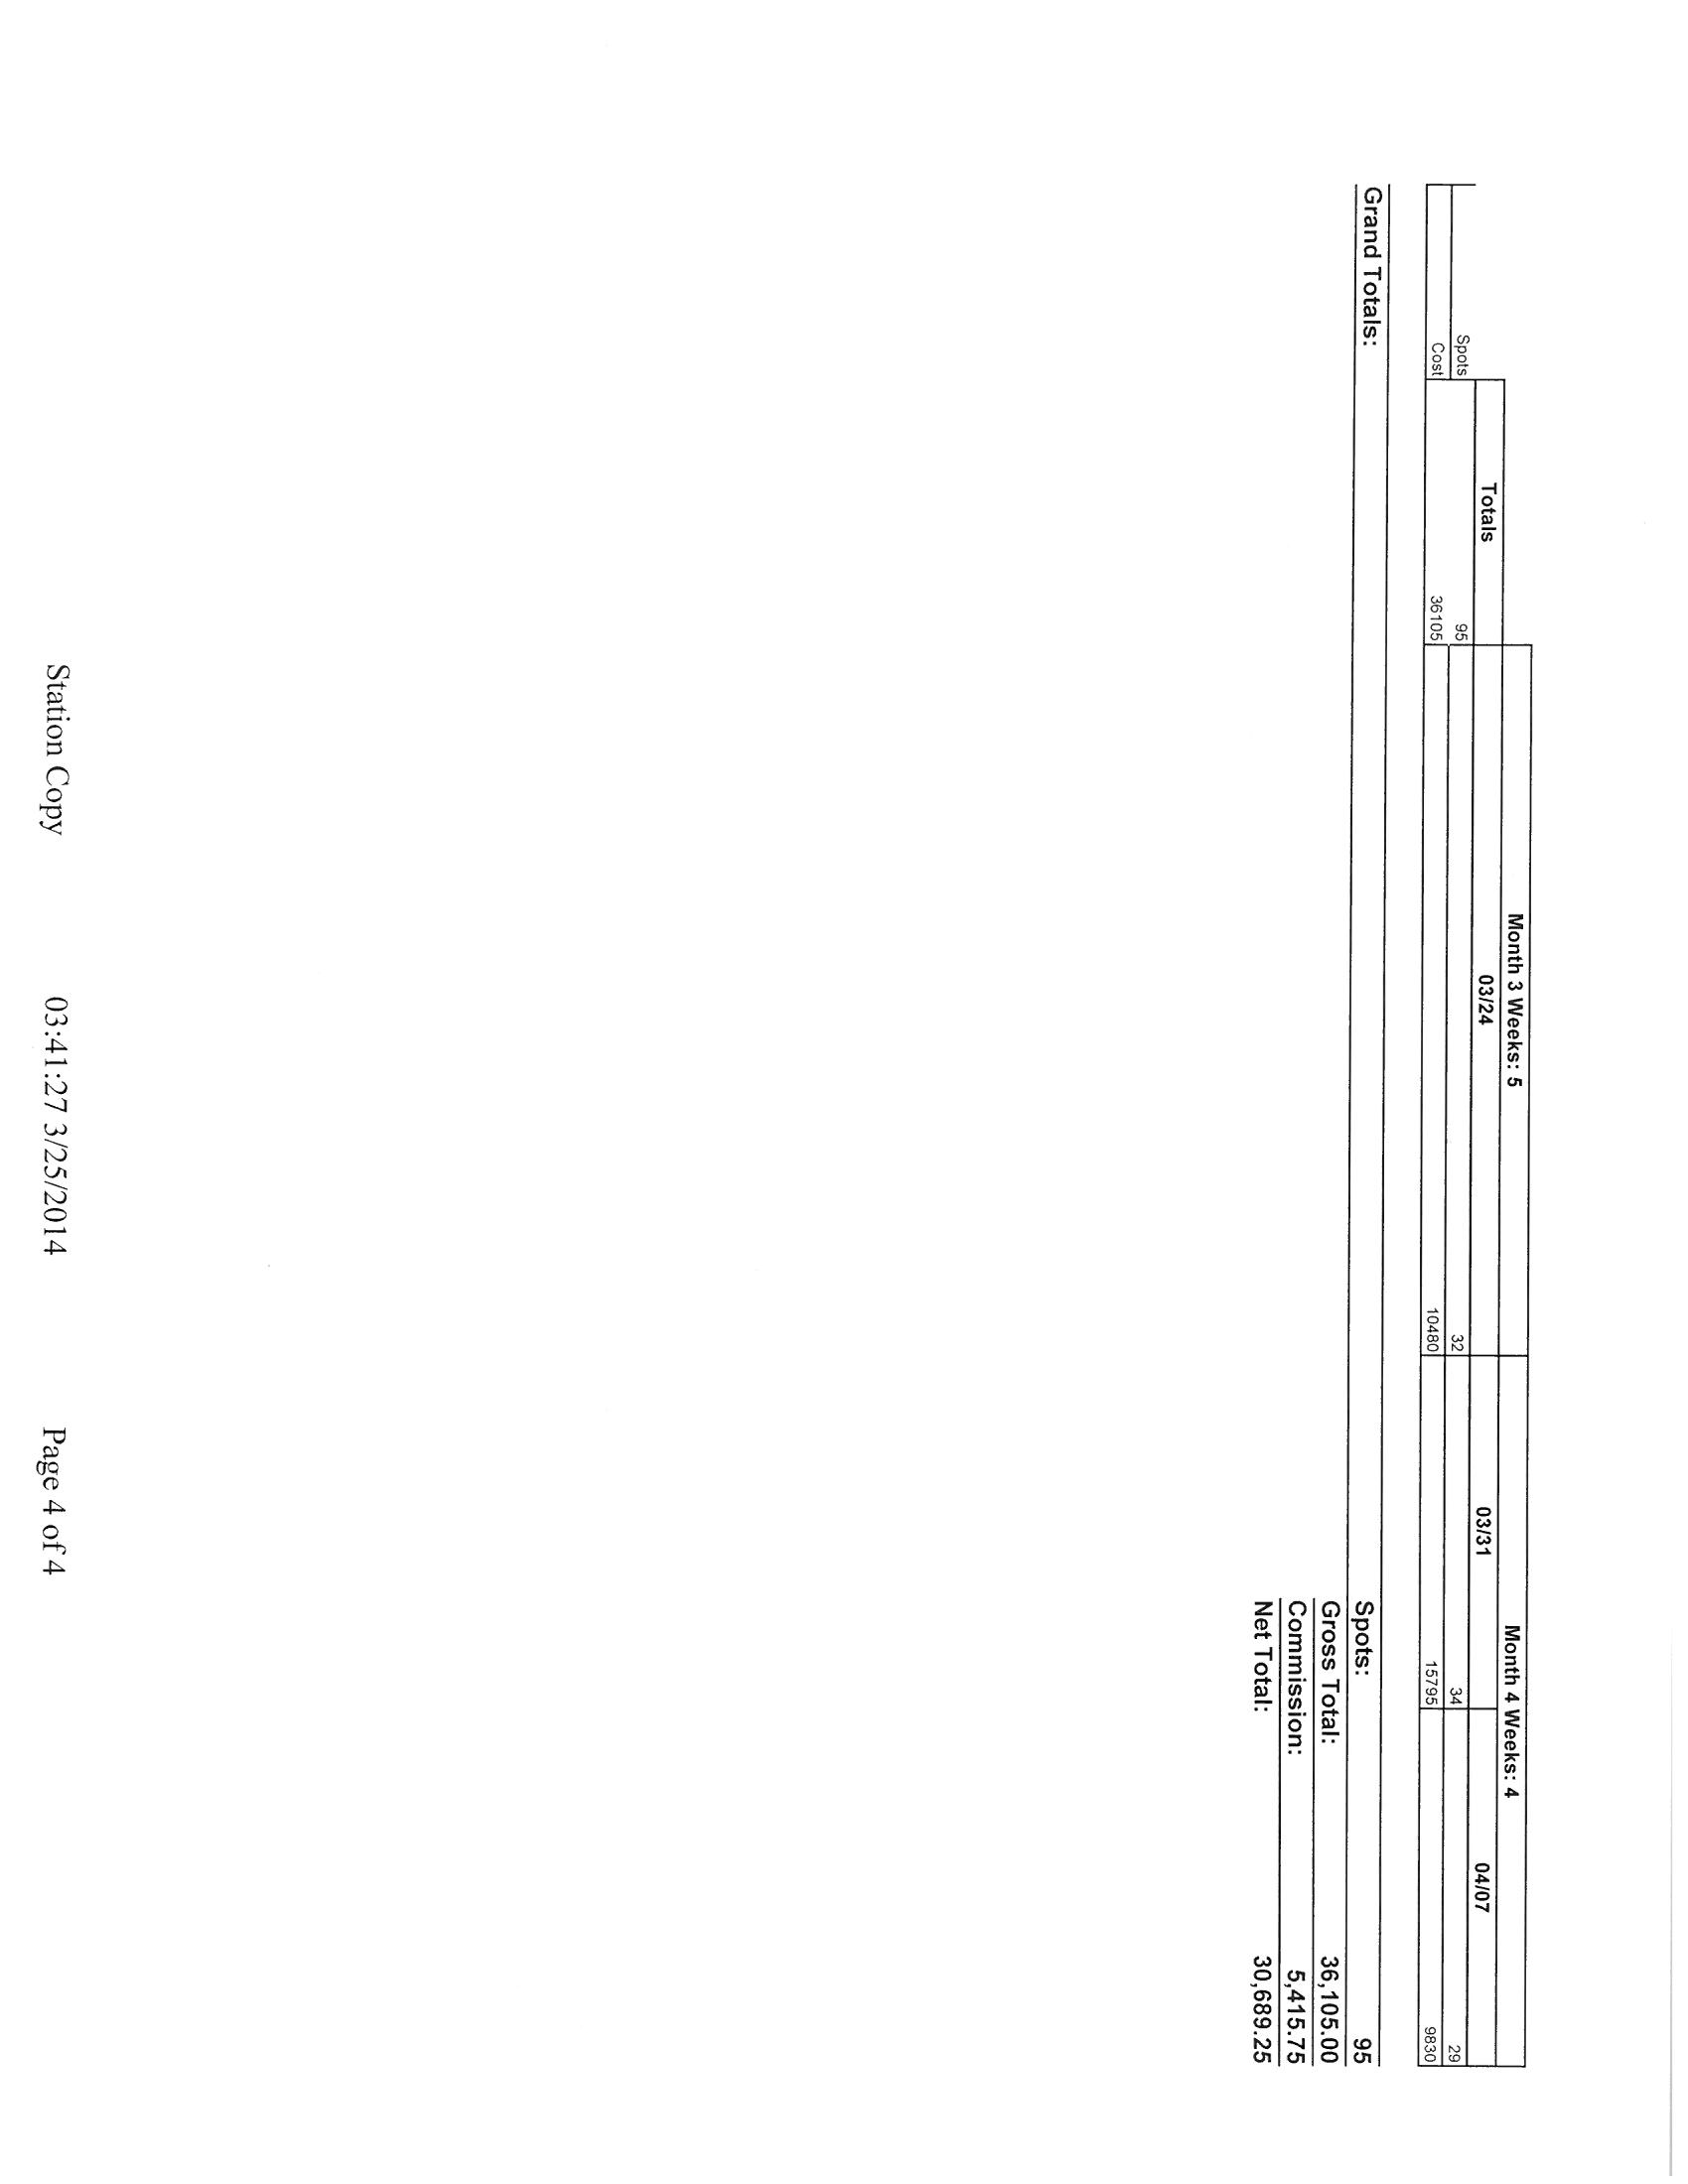 Month 3 Weeks: 5 Month 4 Weeks: 4
Totals 03/24 03/31 04/07
Spots 95 32 34 29
Cost 36105 10480 15795 9830
Grand Totals: Spots: 95
Gross Total: 36,105.00
Commission: 5,415.75
Net Total: 30,689.25
Station Copy 03:41:27 3/25/2014 Page 4 of 4